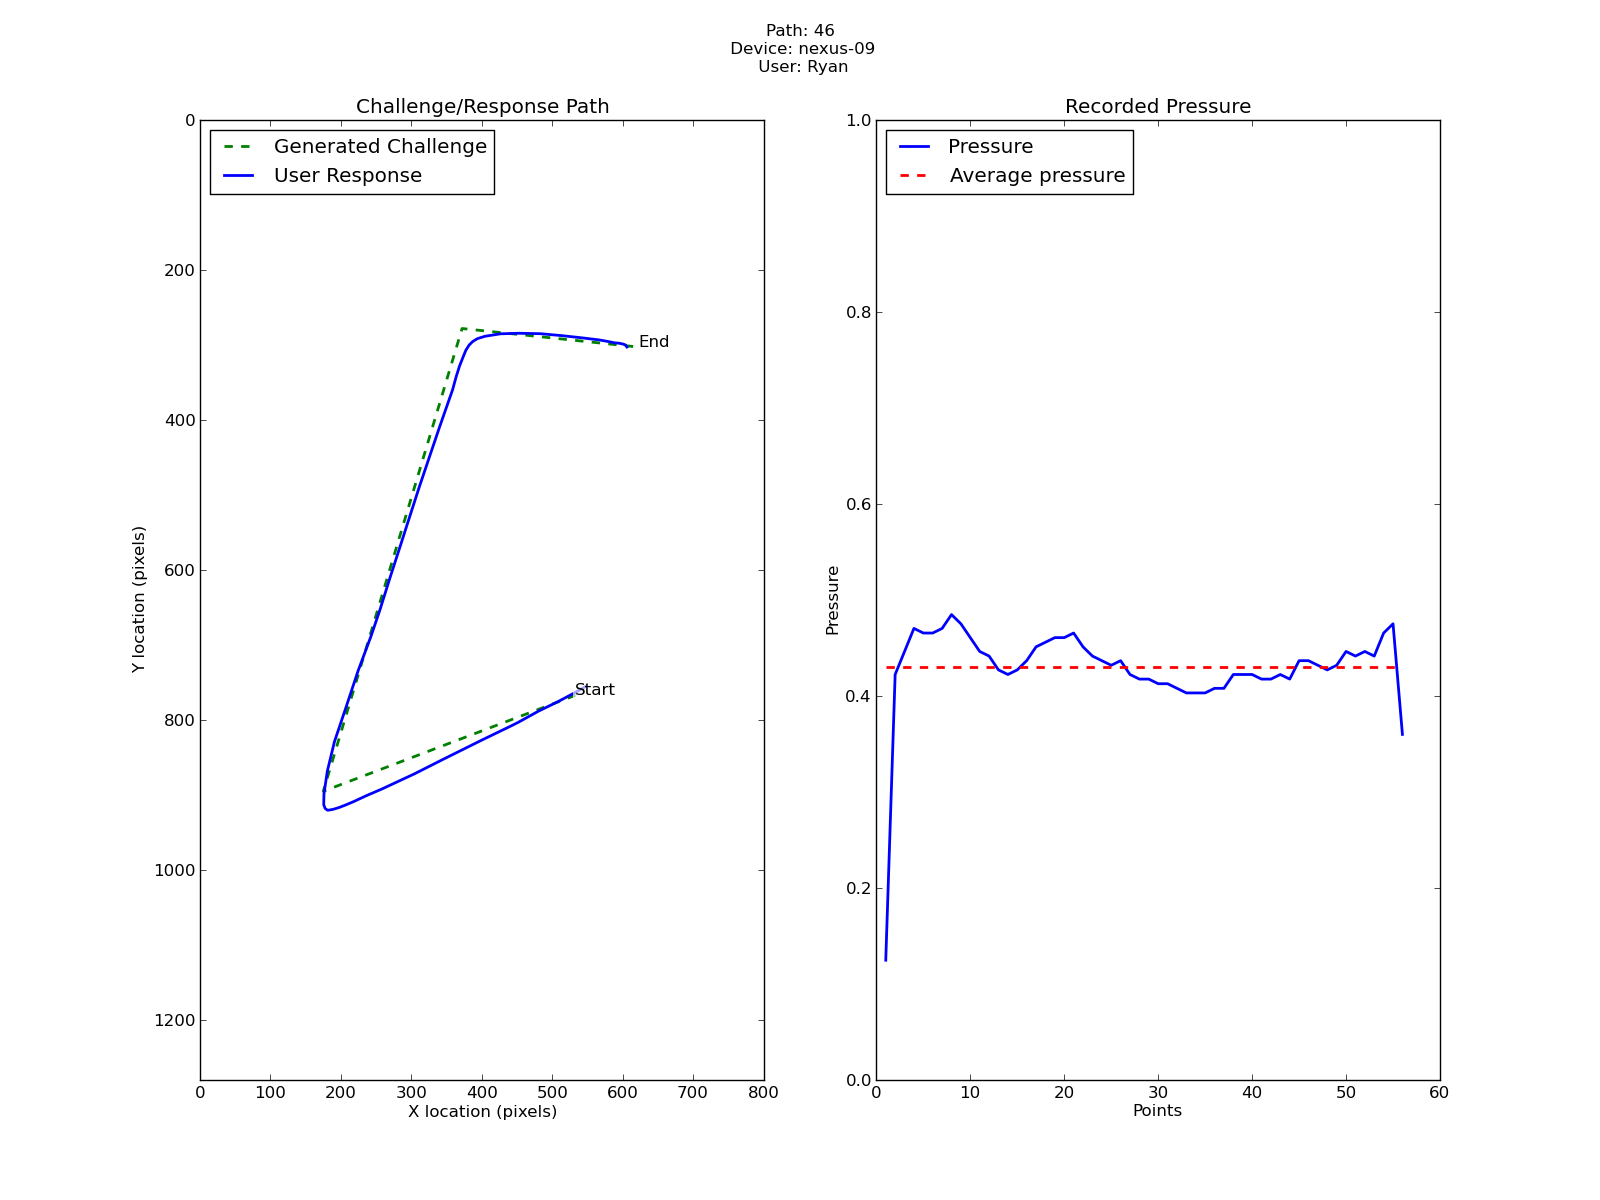 Path: 46
Device: nexus-09
User: Ryan
Challenge/Response Path
Generated Challenge
User Response
End
Start
0
200
400
600
800
1000
1200
Y location (pixels)
0 100 200 300 400 500 600 700 800
X location (pixels)
Recorded Pressure
Pressure
Average pressure
1.0
0.8
0.6
0.4
0.2
0.0
Pressure
0 10 20 30 40 50 60
Points